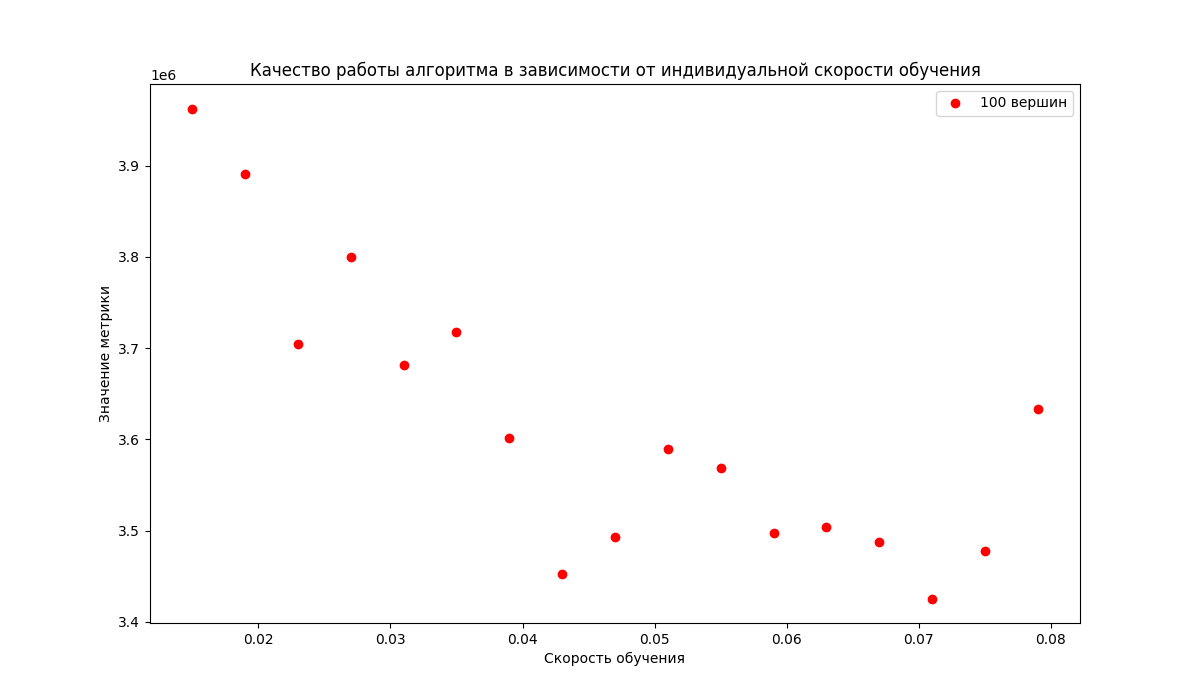 Качество работы алгоритма в зависимости от индивидуальной скорости обучения
1e6
100 вершин
3.9
3.8
3.7
3.6
3.5
3.4
Значение метрики
0.02 0.03 0.04 0.05 0.06 0.07 0.08
Скорость обучения